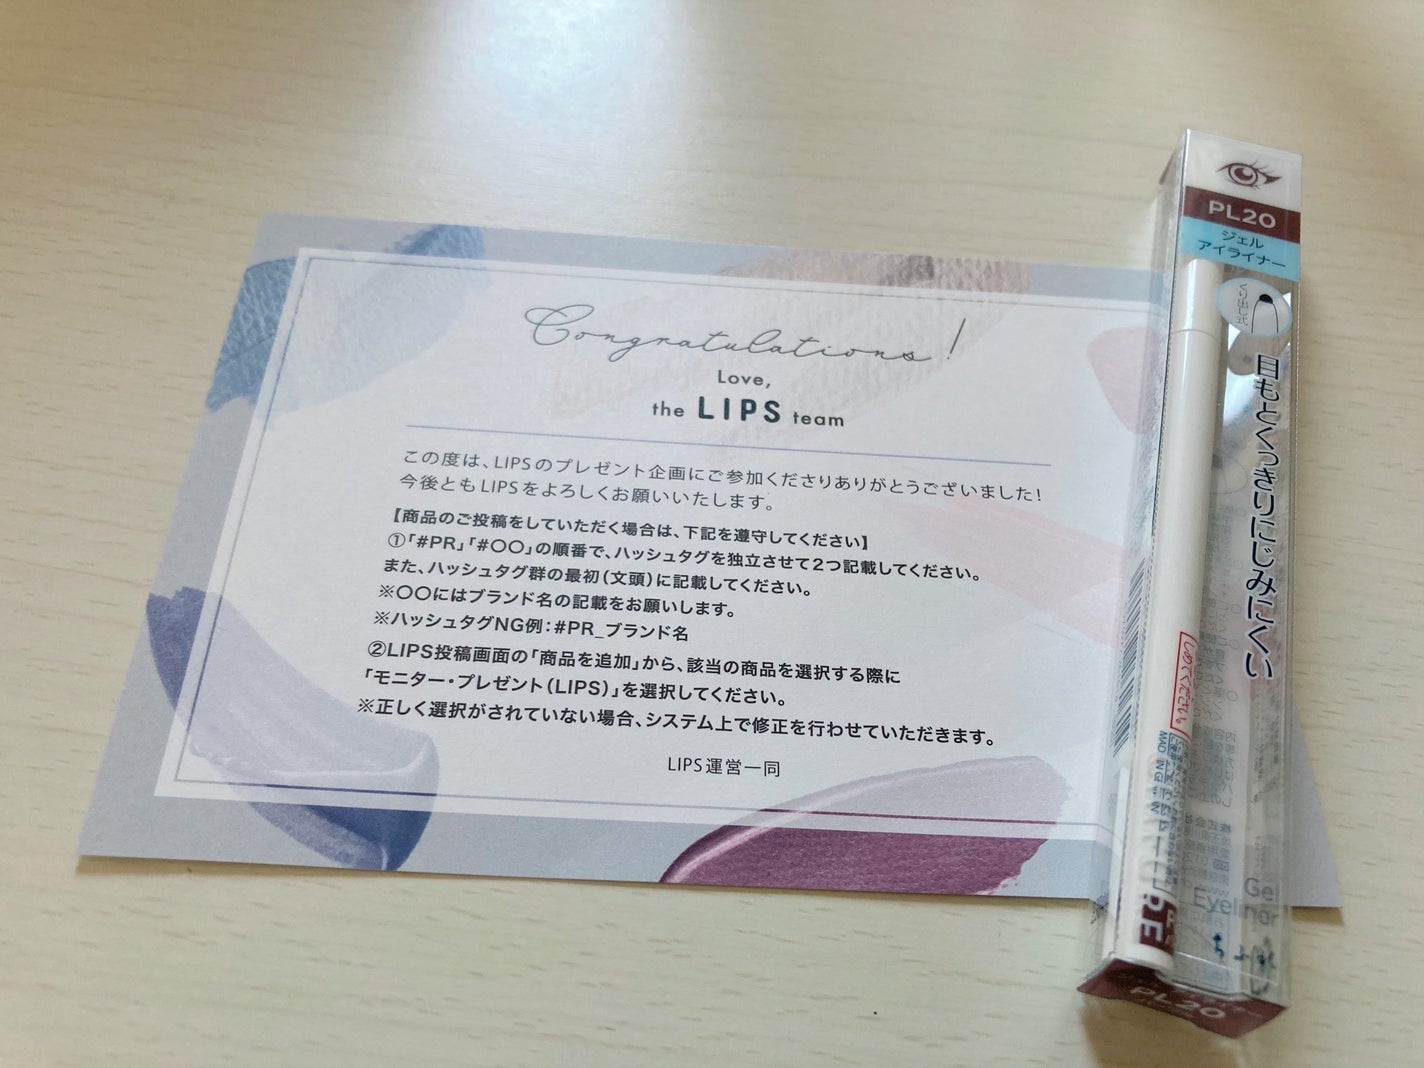 Congratulations!
Love,
the LIPS team
この度は、LIPSのプレゼント企画にご参加くださりありがとうございました!
今後ともLIPSをよろしくお願いいたします。
【商品のご投稿をしていただく場合は、下記を遵守してください】
①「#PR」「#〇〇」の順番で、ハッシュタグを独立させて2つ記載してください。
また、ハッシュタグ群の最初(文頭)に記載してください。
※〇〇にはブランド名の記載をお願いします。
※ハッシュタグNG例:#PR_ブランド名
②LIPS投稿画面の「商品を追加」から、該当の商品を選択する際に
「モニター・プレゼント(LIPS)」を選択してください。
※正しく選択がされていない場合、システム上で修正を行わせていただきます。
LIPS運営一同
PL20
ジェル
アイライナー
くり出し式
目もとくっきりにじみにくい
Gel
Eyeliner
ちふれ
PL20